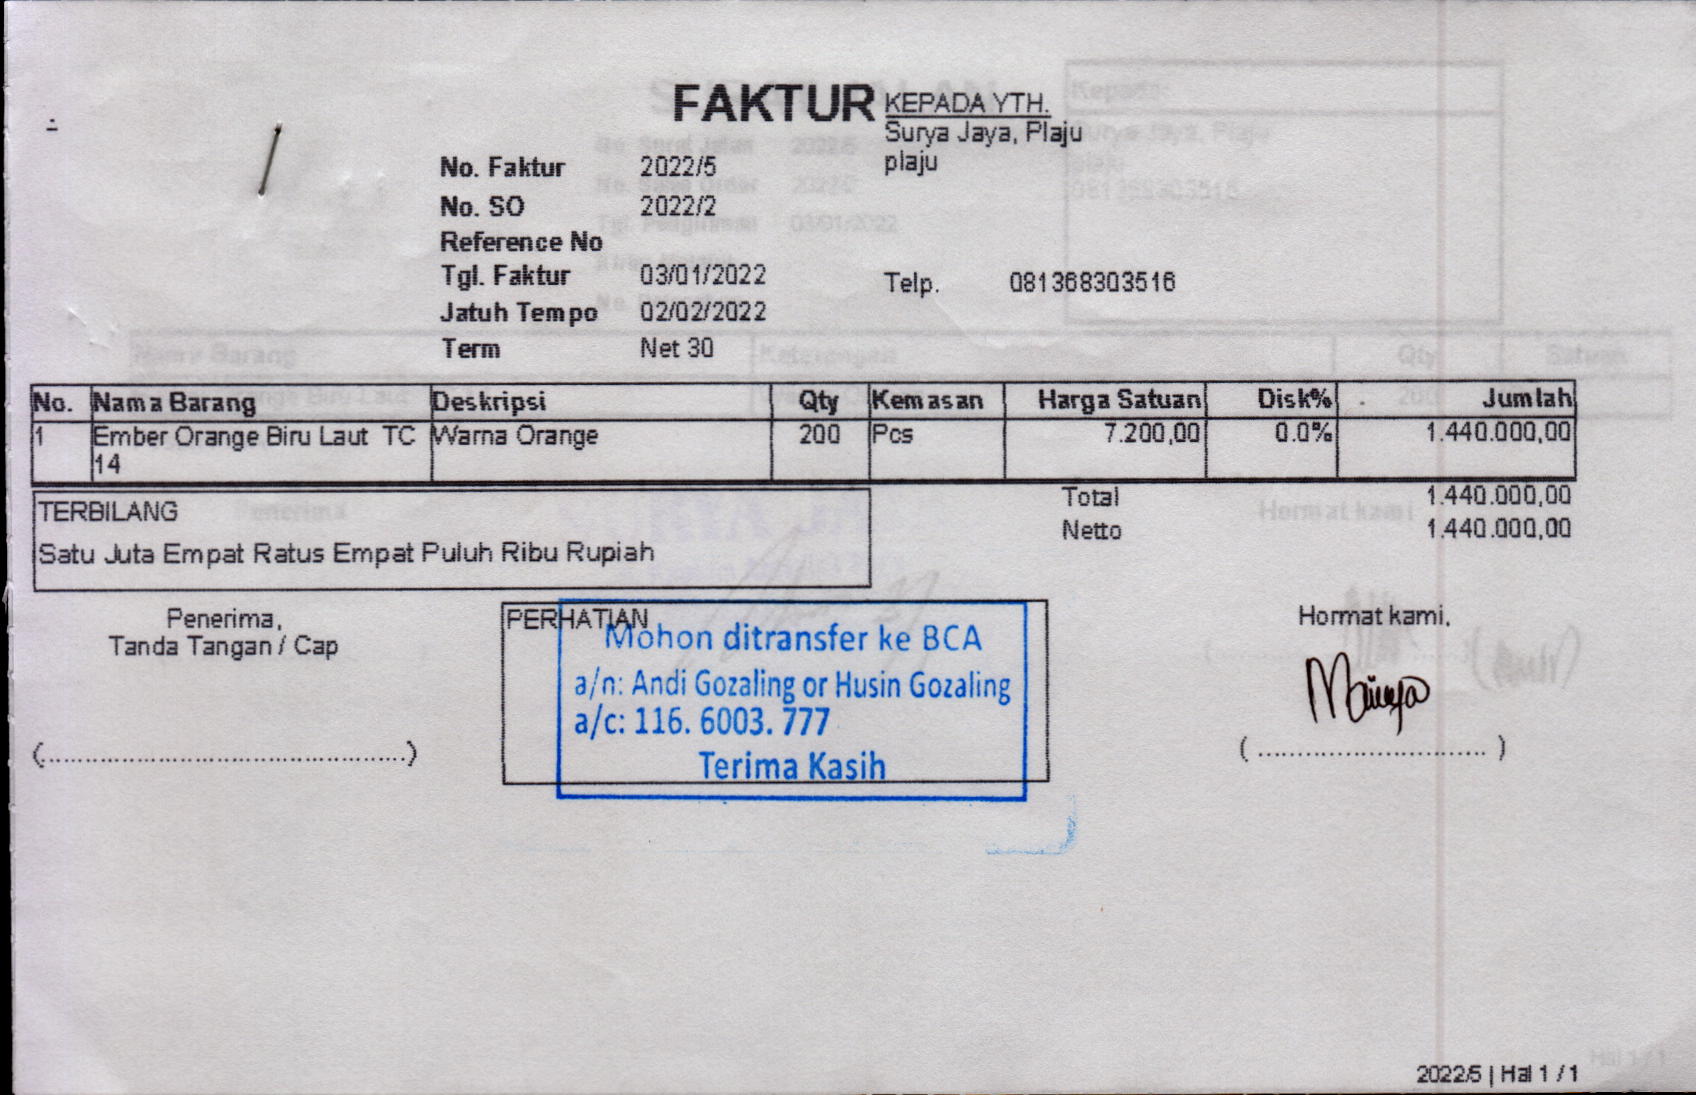 FAKTUR
KEPADA YTH.
Surya Jaya, Plaju
plaju
No. Faktur 2022/5
No. SO 2022/2
Reference No
Tgl. Faktur 03/01/2022
Telp. 081368303516
Jatuh Tempo 02/02/2022
Term Net 30
No. Nama Barang Deskripsi Qty Kemasan Harga Satuan Disk% Jumlah
1 Ember Orange Biru Laut TC Warna Orange 200 Pcs 7.200,00 0.0% 1.440.000,00
14
Total 1.440.000,00
TERBILANG
Netto 1.440.000,00
Satu Juta Empat Ratus Empat Puluh Ribu Rupiah
Penerima,
Tanda Tangan / Cap
(................................................)
PERHATIAN
Mohon ditransfer ke BCA
a/n: Andi Gozaling or Husin Gozaling
a/c: 116. 6003. 777
Terima Kasih
Hormat kami.
( .............................. )
2022/5 | Hal 1 / 1